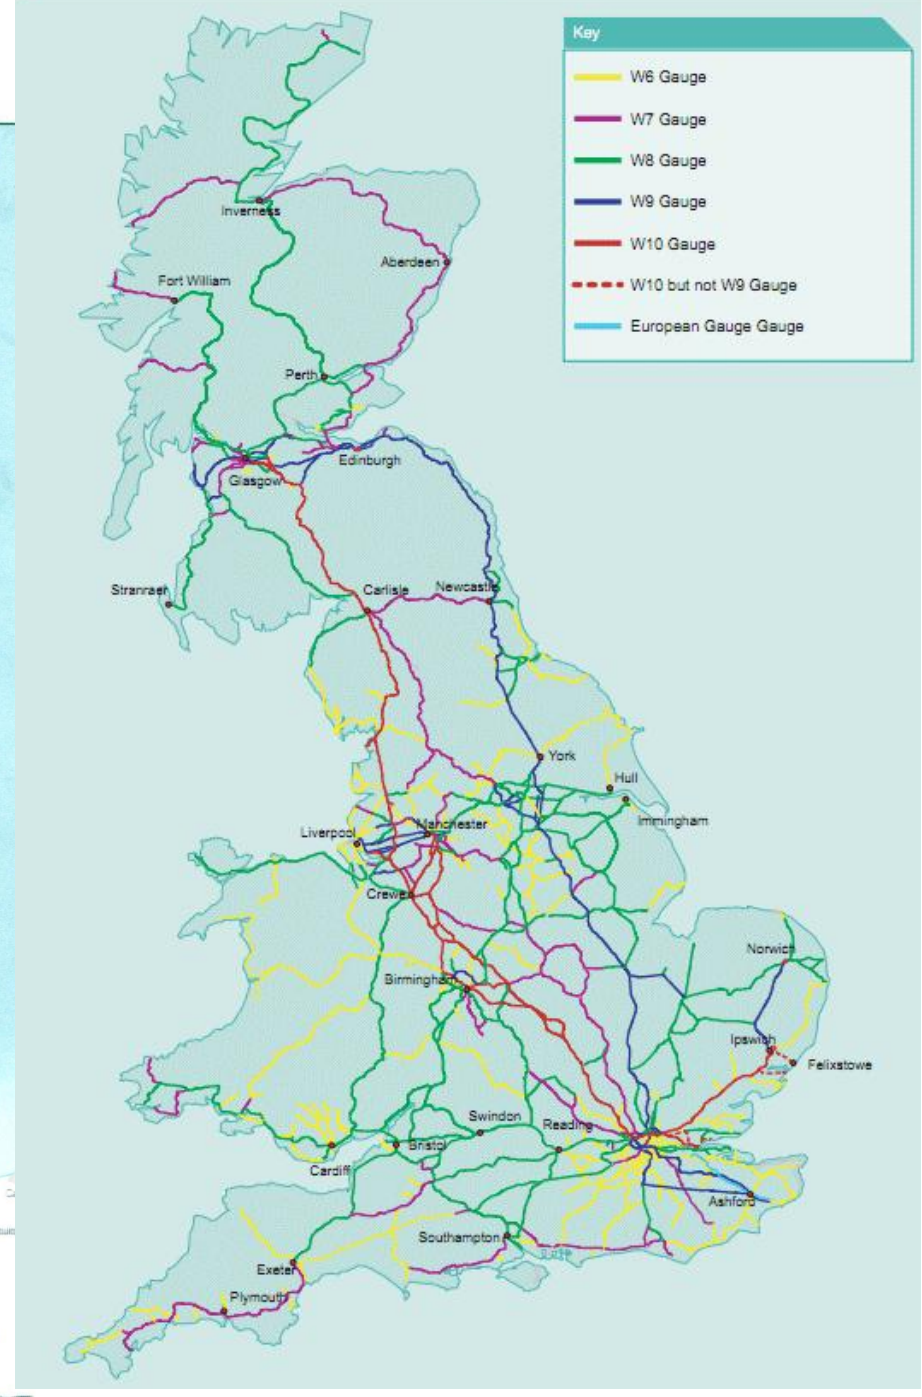 Key
W6 Gauge
W7 Gauge
W8 Gauge
W9 Gauge
W10 Gauge
W10 but not W9 Gauge
European Gauge Gauge
Inverness
Aberdeen
Fort William
Perth
Edinburgh
Glasgow
Stranraer
Carlisle
Newcastle
York
Hull
Immingham
Manchester
Liverpool
Crewe
Norwich
Birmingham
Ipswich
Felixstowe
Swindon
Reading
Bristol
Cardiff
Ashford
Southampton
Exeter
Plymouth